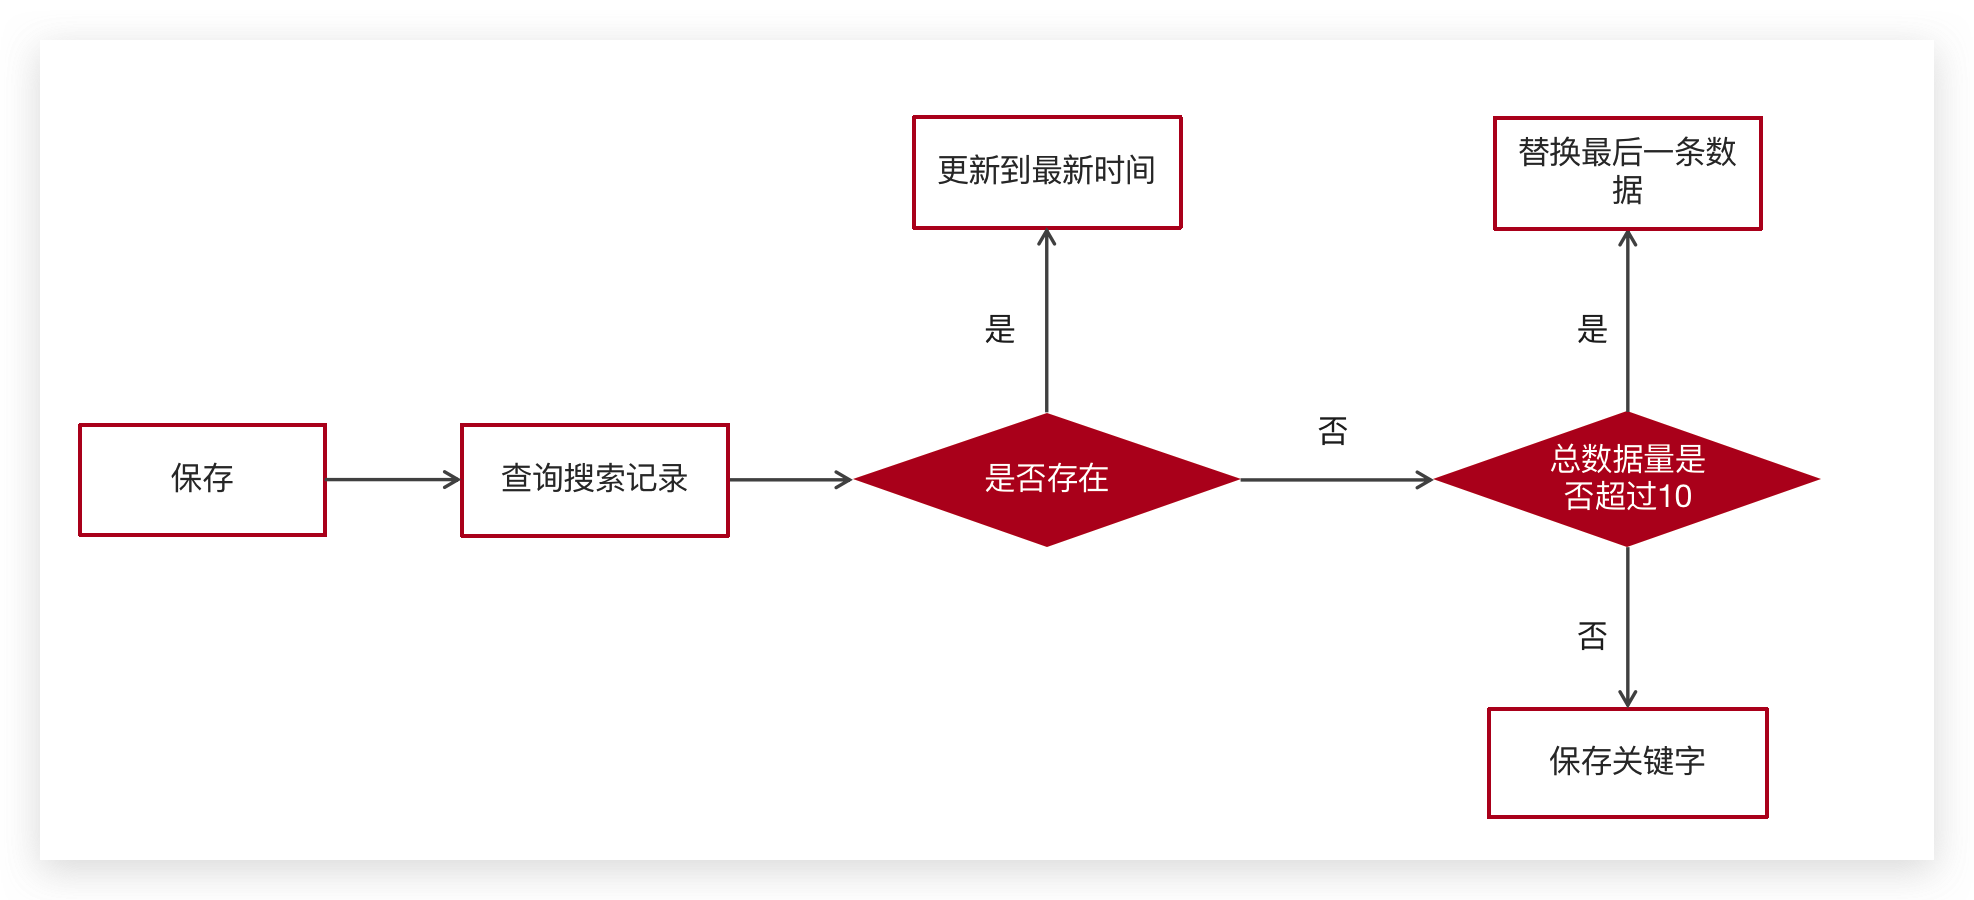 更新到最新时间
替换最后一条数
据
是
是
否
保存
查询搜索记录
是否存在
总数据量是
否超过10
否
保存关键字